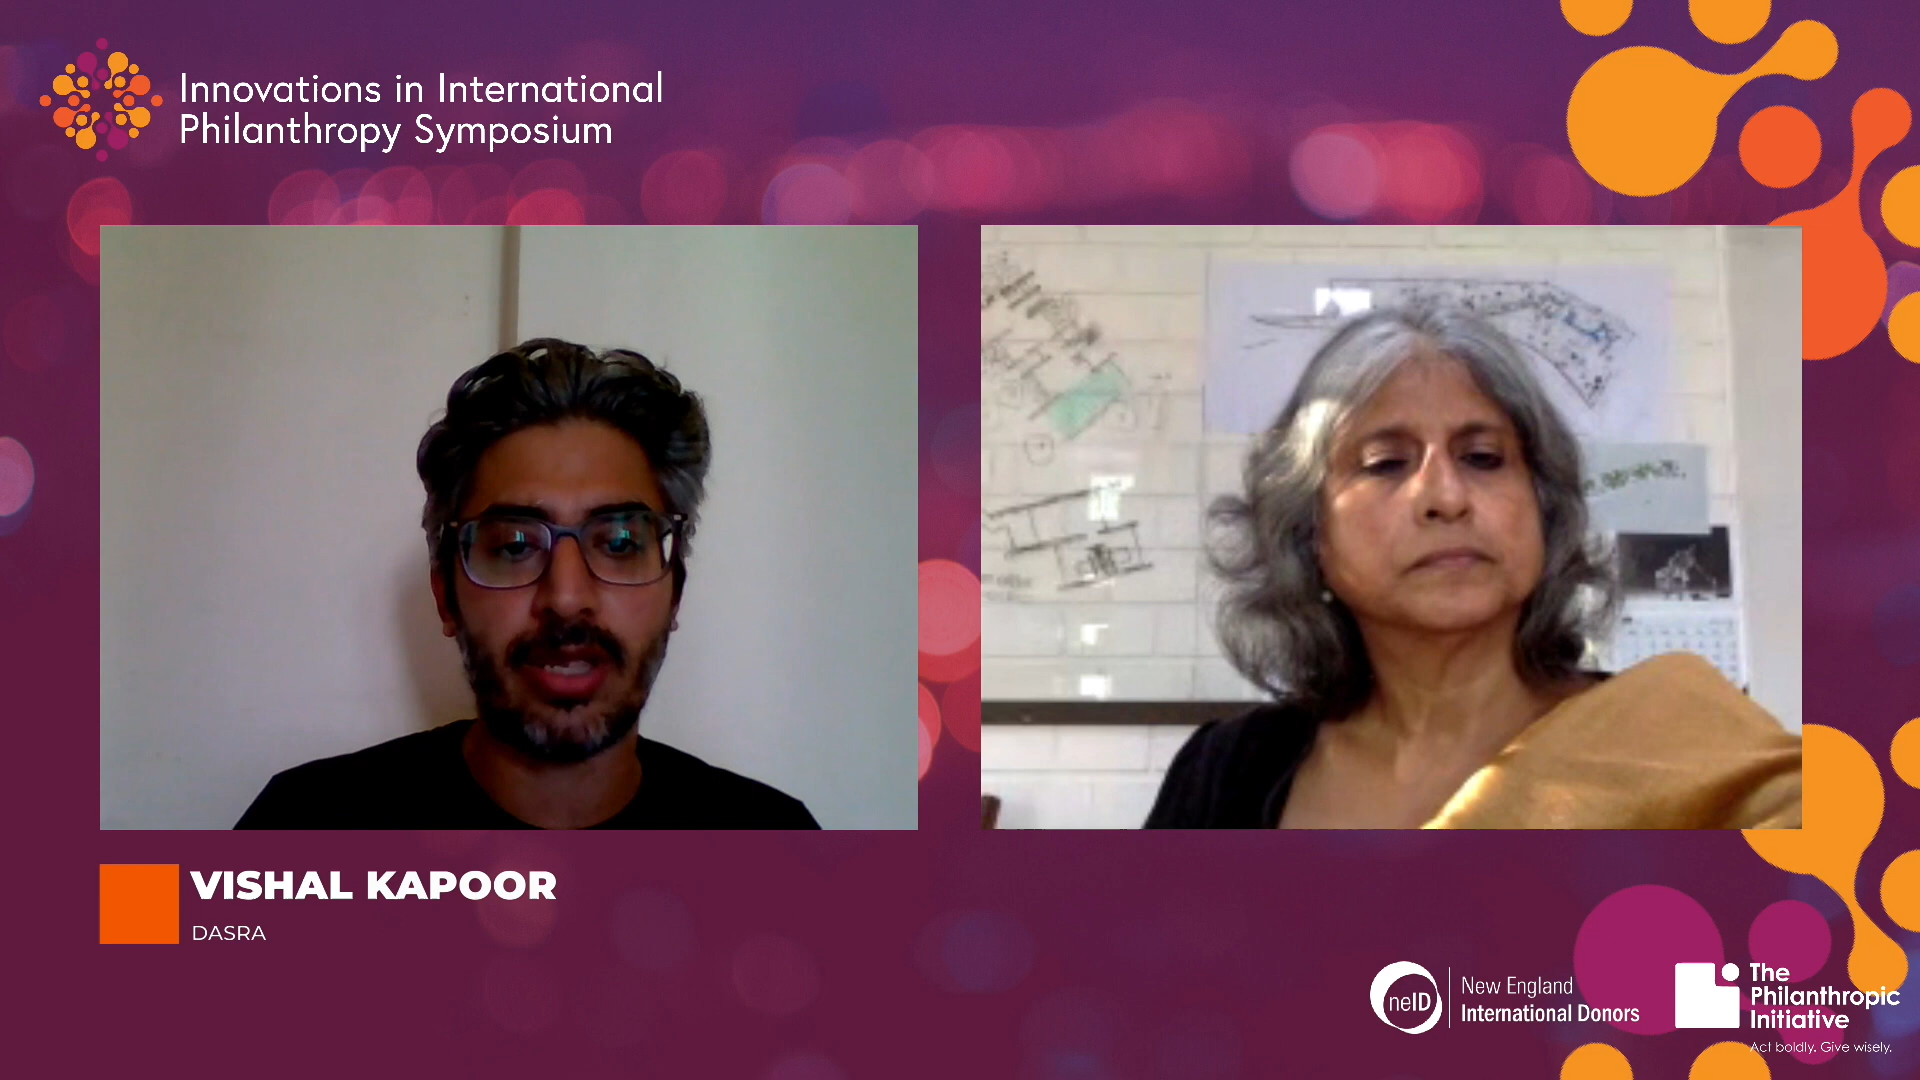 Innovations in International
Philanthropy Symposium
VISHAL KAPOOR
DASRA
neID
New England
International Donors
The
Philanthropic
Initiative
Act boldly. Give wisely.